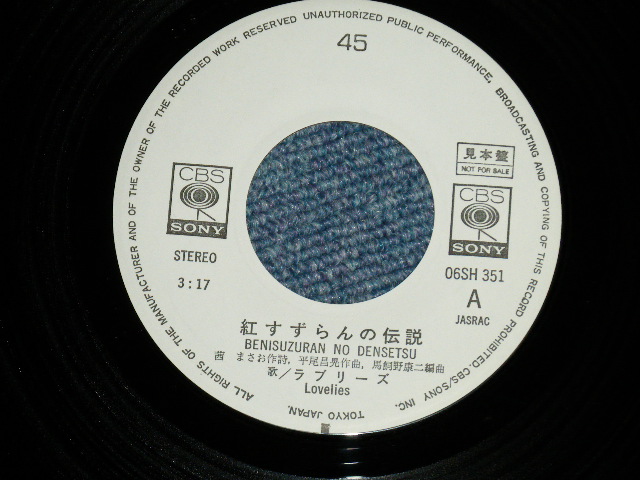 ALL RIGHTS OF THE MANUFACTURER AND OF THE OWNER OF THE RECORDED WORK RESERVED UNAUTHORIZED PUBLIC PERFORMANCE, BROADCASTING AND COPYING OF THIS RECORD PROHIBITED. CBS/SONY INC. TOKYO JAPAN.
45
見本盤
NOT FOR SALE
CBS
SONY
CBS
SONY
STEREO
3:17
06SH 351
A
JASRAC
紅すずらんの伝説
BENISUZURAN NO DENSETSU
茜 まさお作詩, 平尾昌晃作曲, 馬飼野康二編曲
歌／ラブリーズ
Lovelies